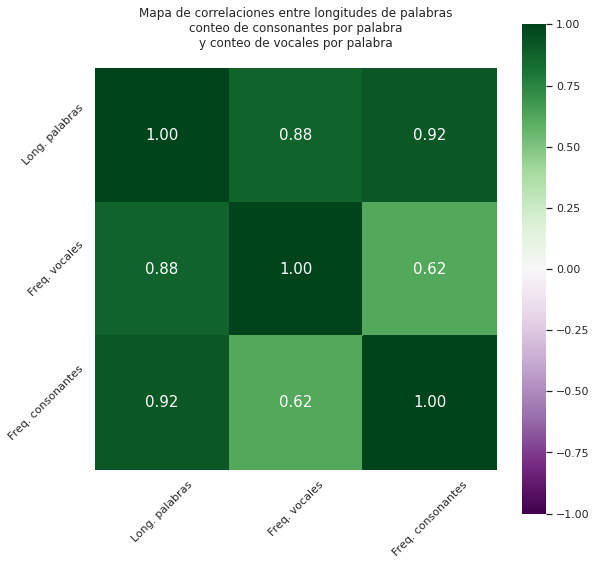 Mapa de correlaciones entre longitudes de palabras
conteo de consonantes por palabra
y conteo de vocales por palabra
Long. palabras
1.00 0.88 0.92
Freq. vocales
0.88 1.00 0.62
Freq. consonantes
0.92 0.62 1.00
Long. palabras
Freq. vocales
Freq. consonantes
1.00
0.75
0.50
0.25
0.00
−0.25
−0.50
−0.75
−1.00